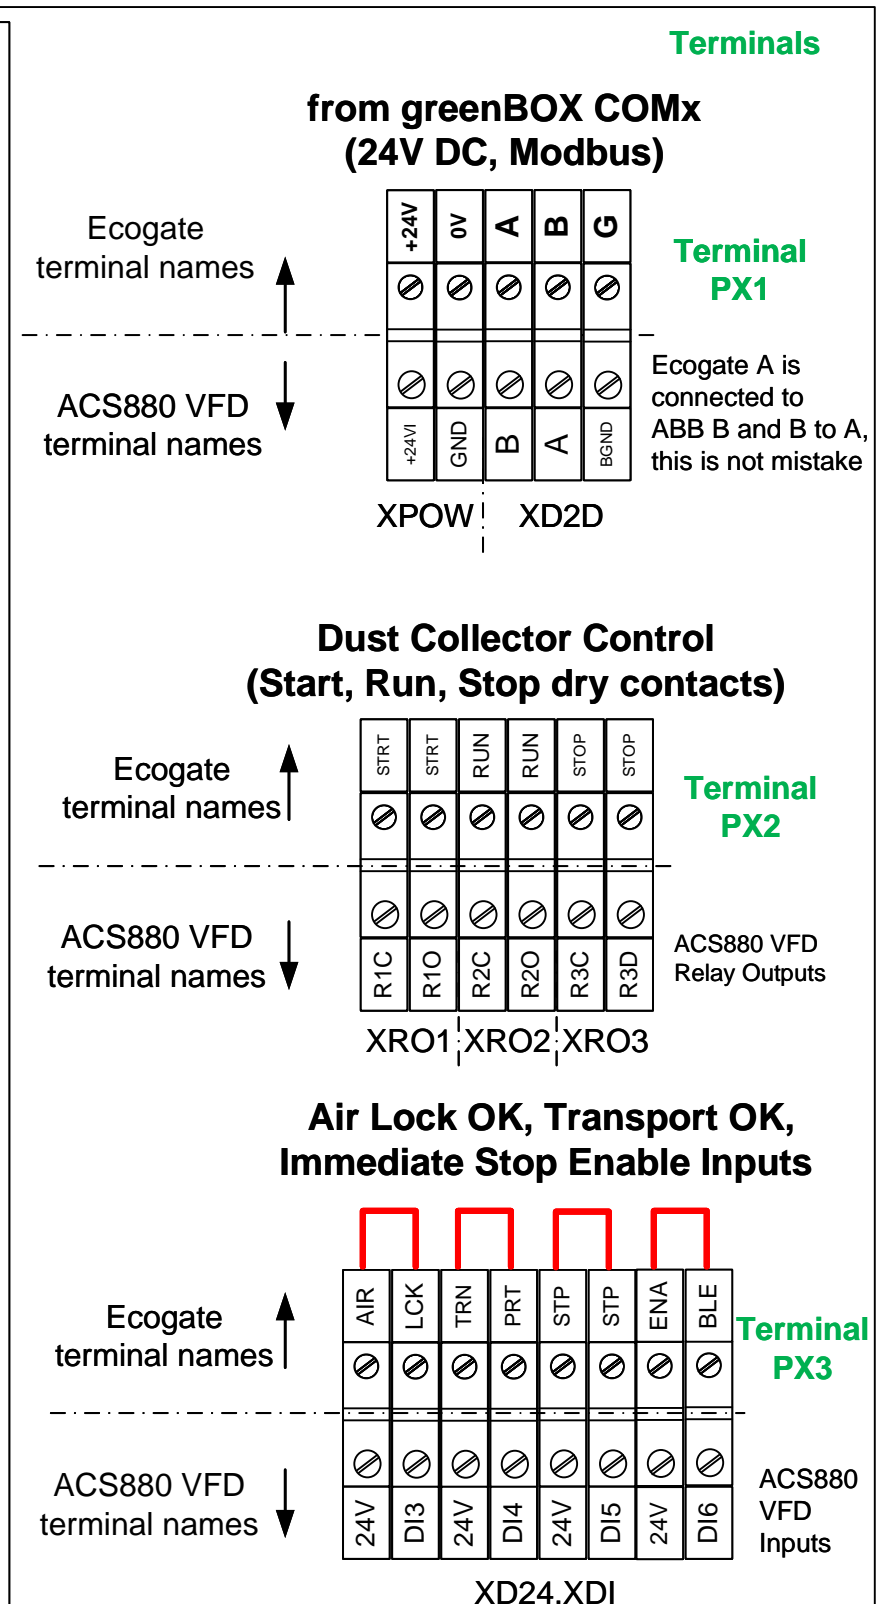 Terminals
from greenBOX COMx
(24V DC, Modbus)
Ecogate
terminal names
+24V 0V A B G
Terminal
PX1
ACS880 VFD
terminal names
+24VI GND B A BGND
Ecogate A is
connected to
ABB B and B to A,
this is not mistake
XPOW XD2D
Dust Collector Control
(Start, Run, Stop dry contacts)
Ecogate
terminal names
STRT STRT RUN RUN STOP STOP
Terminal
PX2
ACS880 VFD
terminal names
R1C R1O R2C R2O R3C R3D
ACS880 VFD
Relay Outputs
XRO1 XRO2 XRO3
Air Lock OK, Transport OK,
Immediate Stop Enable Inputs
Ecogate
terminal names
AIR LCK TRN PRT STP STP ENA BLE
Terminal
PX3
ACS880 VFD
terminal names
24V DI3 24V DI4 24V DI5 24V DI6
ACS880
VFD
Inputs
XD24.XDI